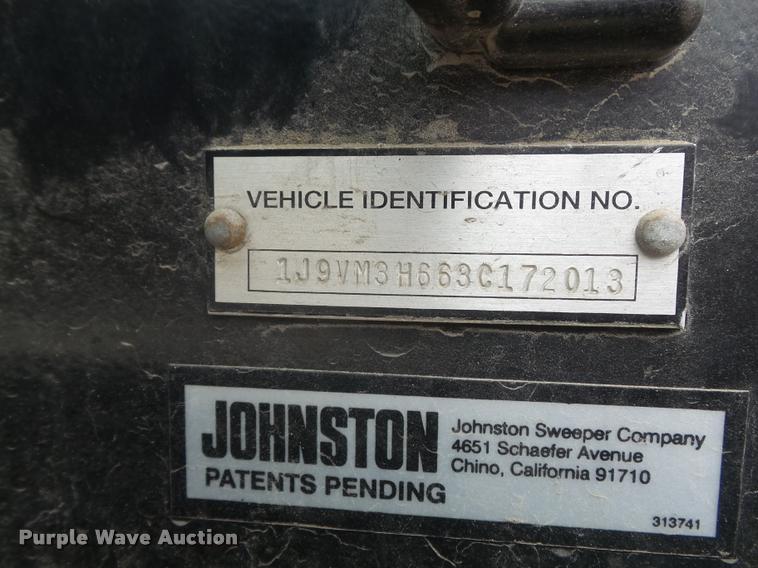 VEHICLE IDENTIFICATION NO.
1J9VM3H663C172013
JOHNSTON
PATENTS PENDING
Johnston Sweeper Company
4651 Schaefer Avenue
Chino, California 91710
313741
Purple Wave Auction